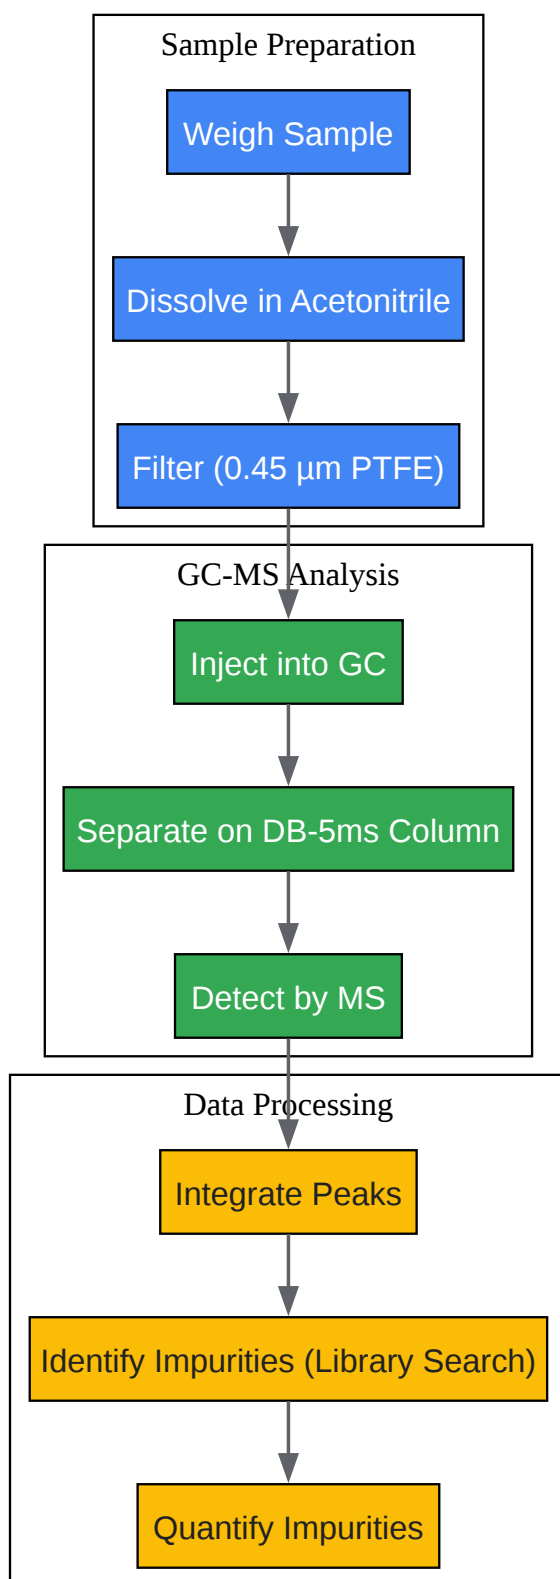 Sample Preparation
Weigh Sample
Dissolve in Acetonitrile
Filter (0.45 µm PTFE)
GC-MS Analysis
Inject into GC
Separate on DB-5ms Column
Detect by MS
Data Processing
Integrate Peaks
Identify Impurities (Library Search)
Quantify Impurities